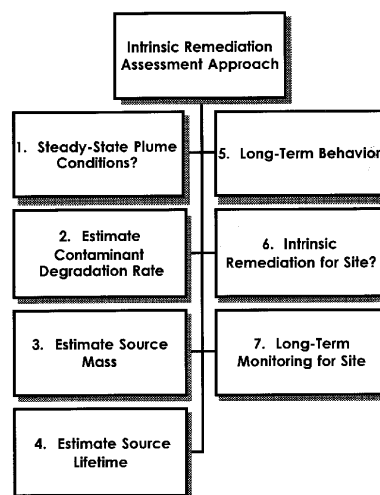 Intrinsic Remediation
Assessment Approach
1. Steady-State Plume
Conditions?
2. Estimate
Contaminant
Degradation Rate
3. Estimate Source
Mass
4. Estimate Source
Lifetime
5. Long-Term Behavior
6. Intrinsic
Remediation for Site?
7. Long-Term
Monitoring for Site